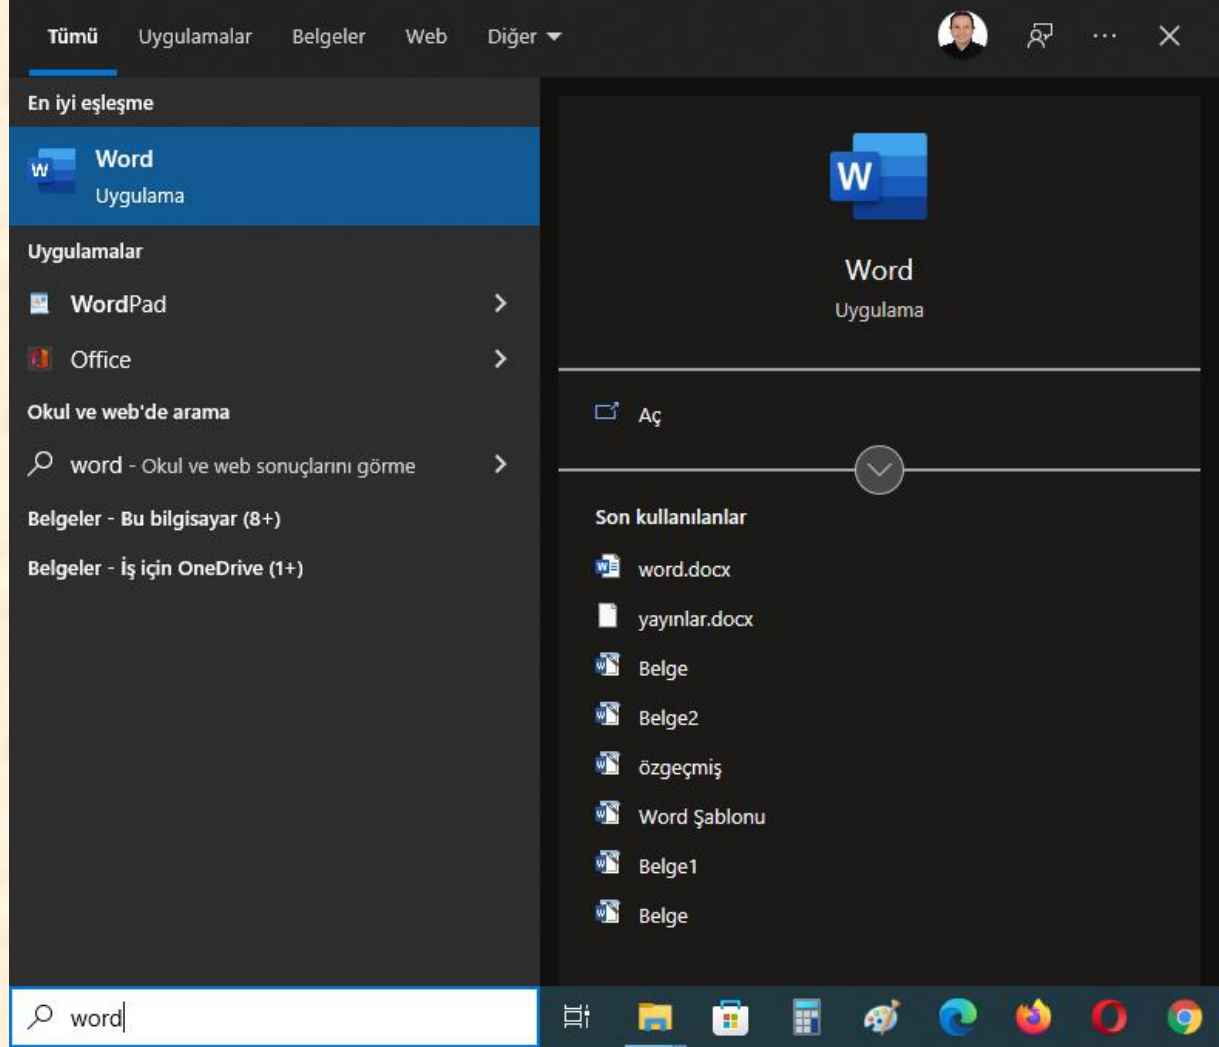 Tümü Uygulamalar Belgeler Web Diğer
En iyi eşleşme
Word
Uygulama
Uygulamalar
WordPad
Office
Okul ve web'de arama
word - Okul ve web sonuçlarını görme
Belgeler - Bu bilgisayar (8+)
Belgeler - İş için OneDrive (1+)
W
Word
Uygulama
Aç
Son kullanılanlar
word.docx
yayınlar.docx
Belge
Belge2
özgeçmiş
Word Şablonu
Belge1
Belge
word